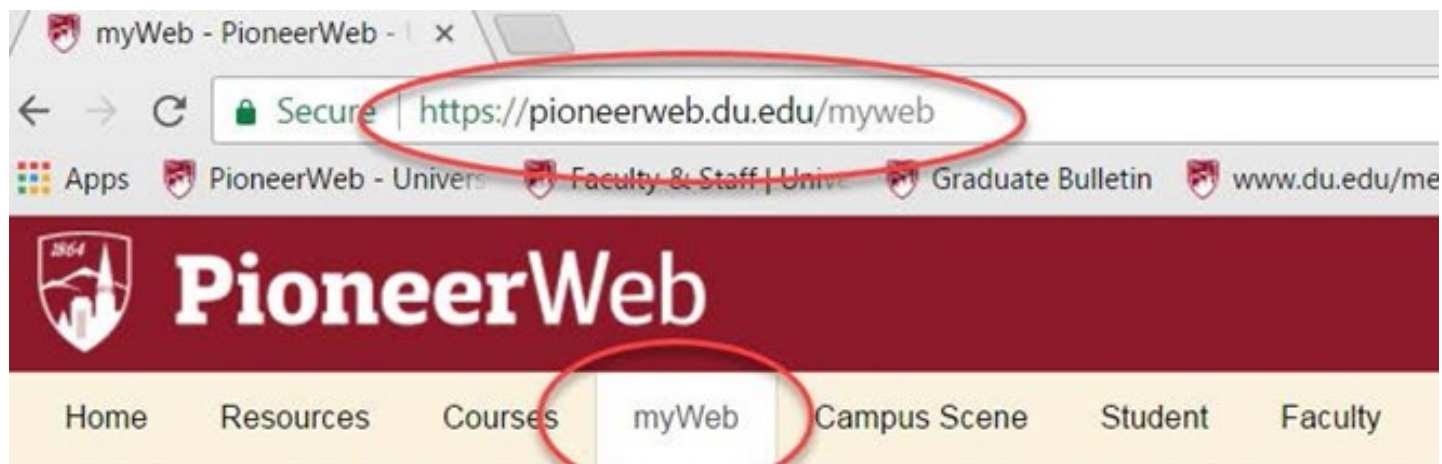 myWeb - PioneerWeb -
Secure https://pioneerweb.du.edu/myweb
Apps PioneerWeb - Univers Faculty & Staff | Unive Graduate Bulletin www.du.edu/me
1864
PioneerWeb
Home Resources Courses myWeb Campus Scene Student Faculty